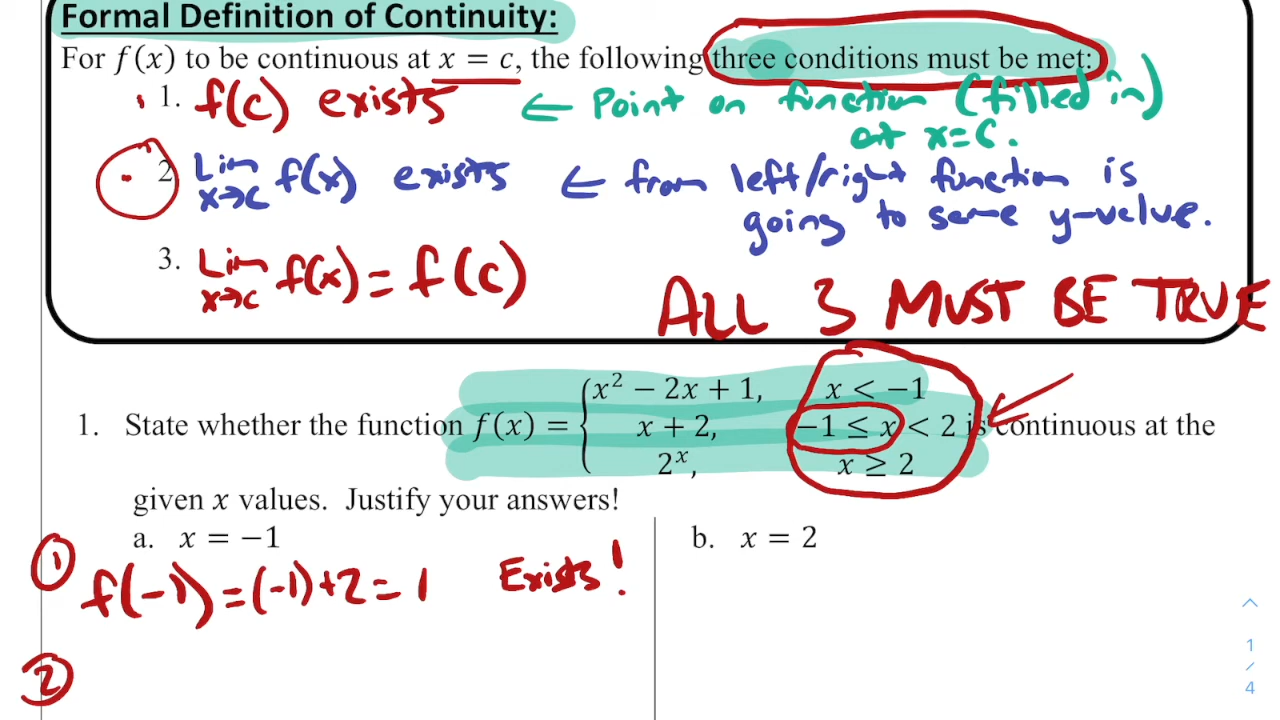 Formal Definition of Continuity:
For f(x) to be continuous at x = c, the following three conditions must be met:
1. f(c) exists ← Point on function (filled in)
at x=c.
2. Lim x→c f(x) exists ← from left/right function is
going to same y-value.
3. Lim x→c f(x) = f(c)
ALL 3 MUST BE TRUE
x² − 2x + 1, x < −1
1. State whether the function f(x) = { x + 2, −1 ≤ x < 2 is continuous at the
2ˣ, x ≥ 2
given x values. Justify your answers!
a. x = −1 b. x = 2
① f(-1) = (-1)+2 = 1 Exists!
②
1
/
4